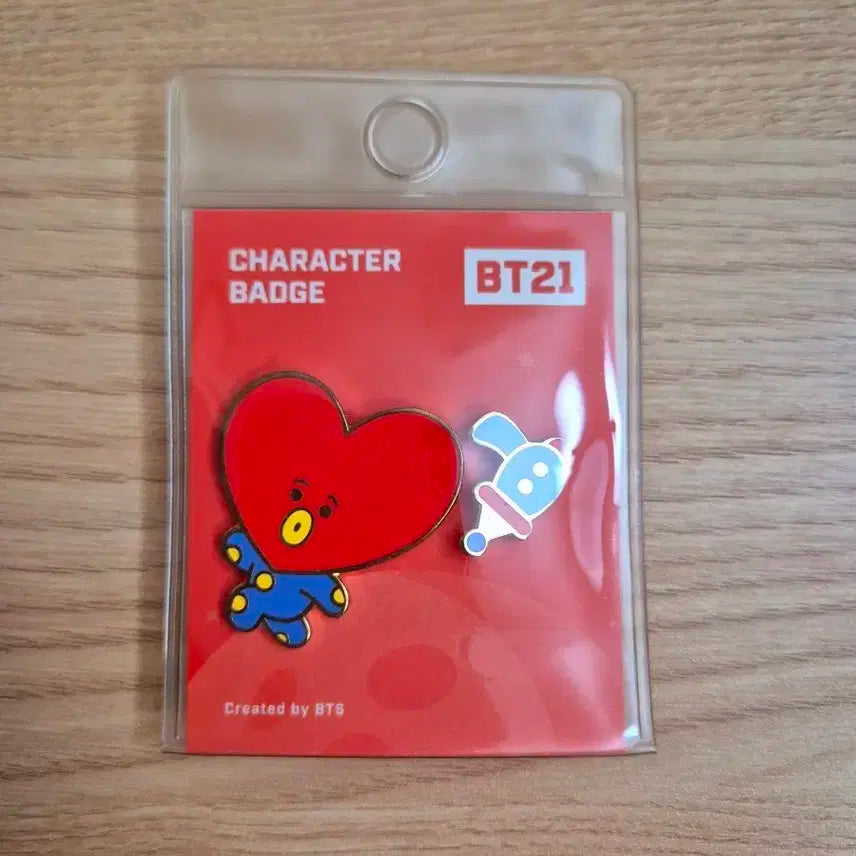 CHARACTER
BADGE
BT21
Created by BTS